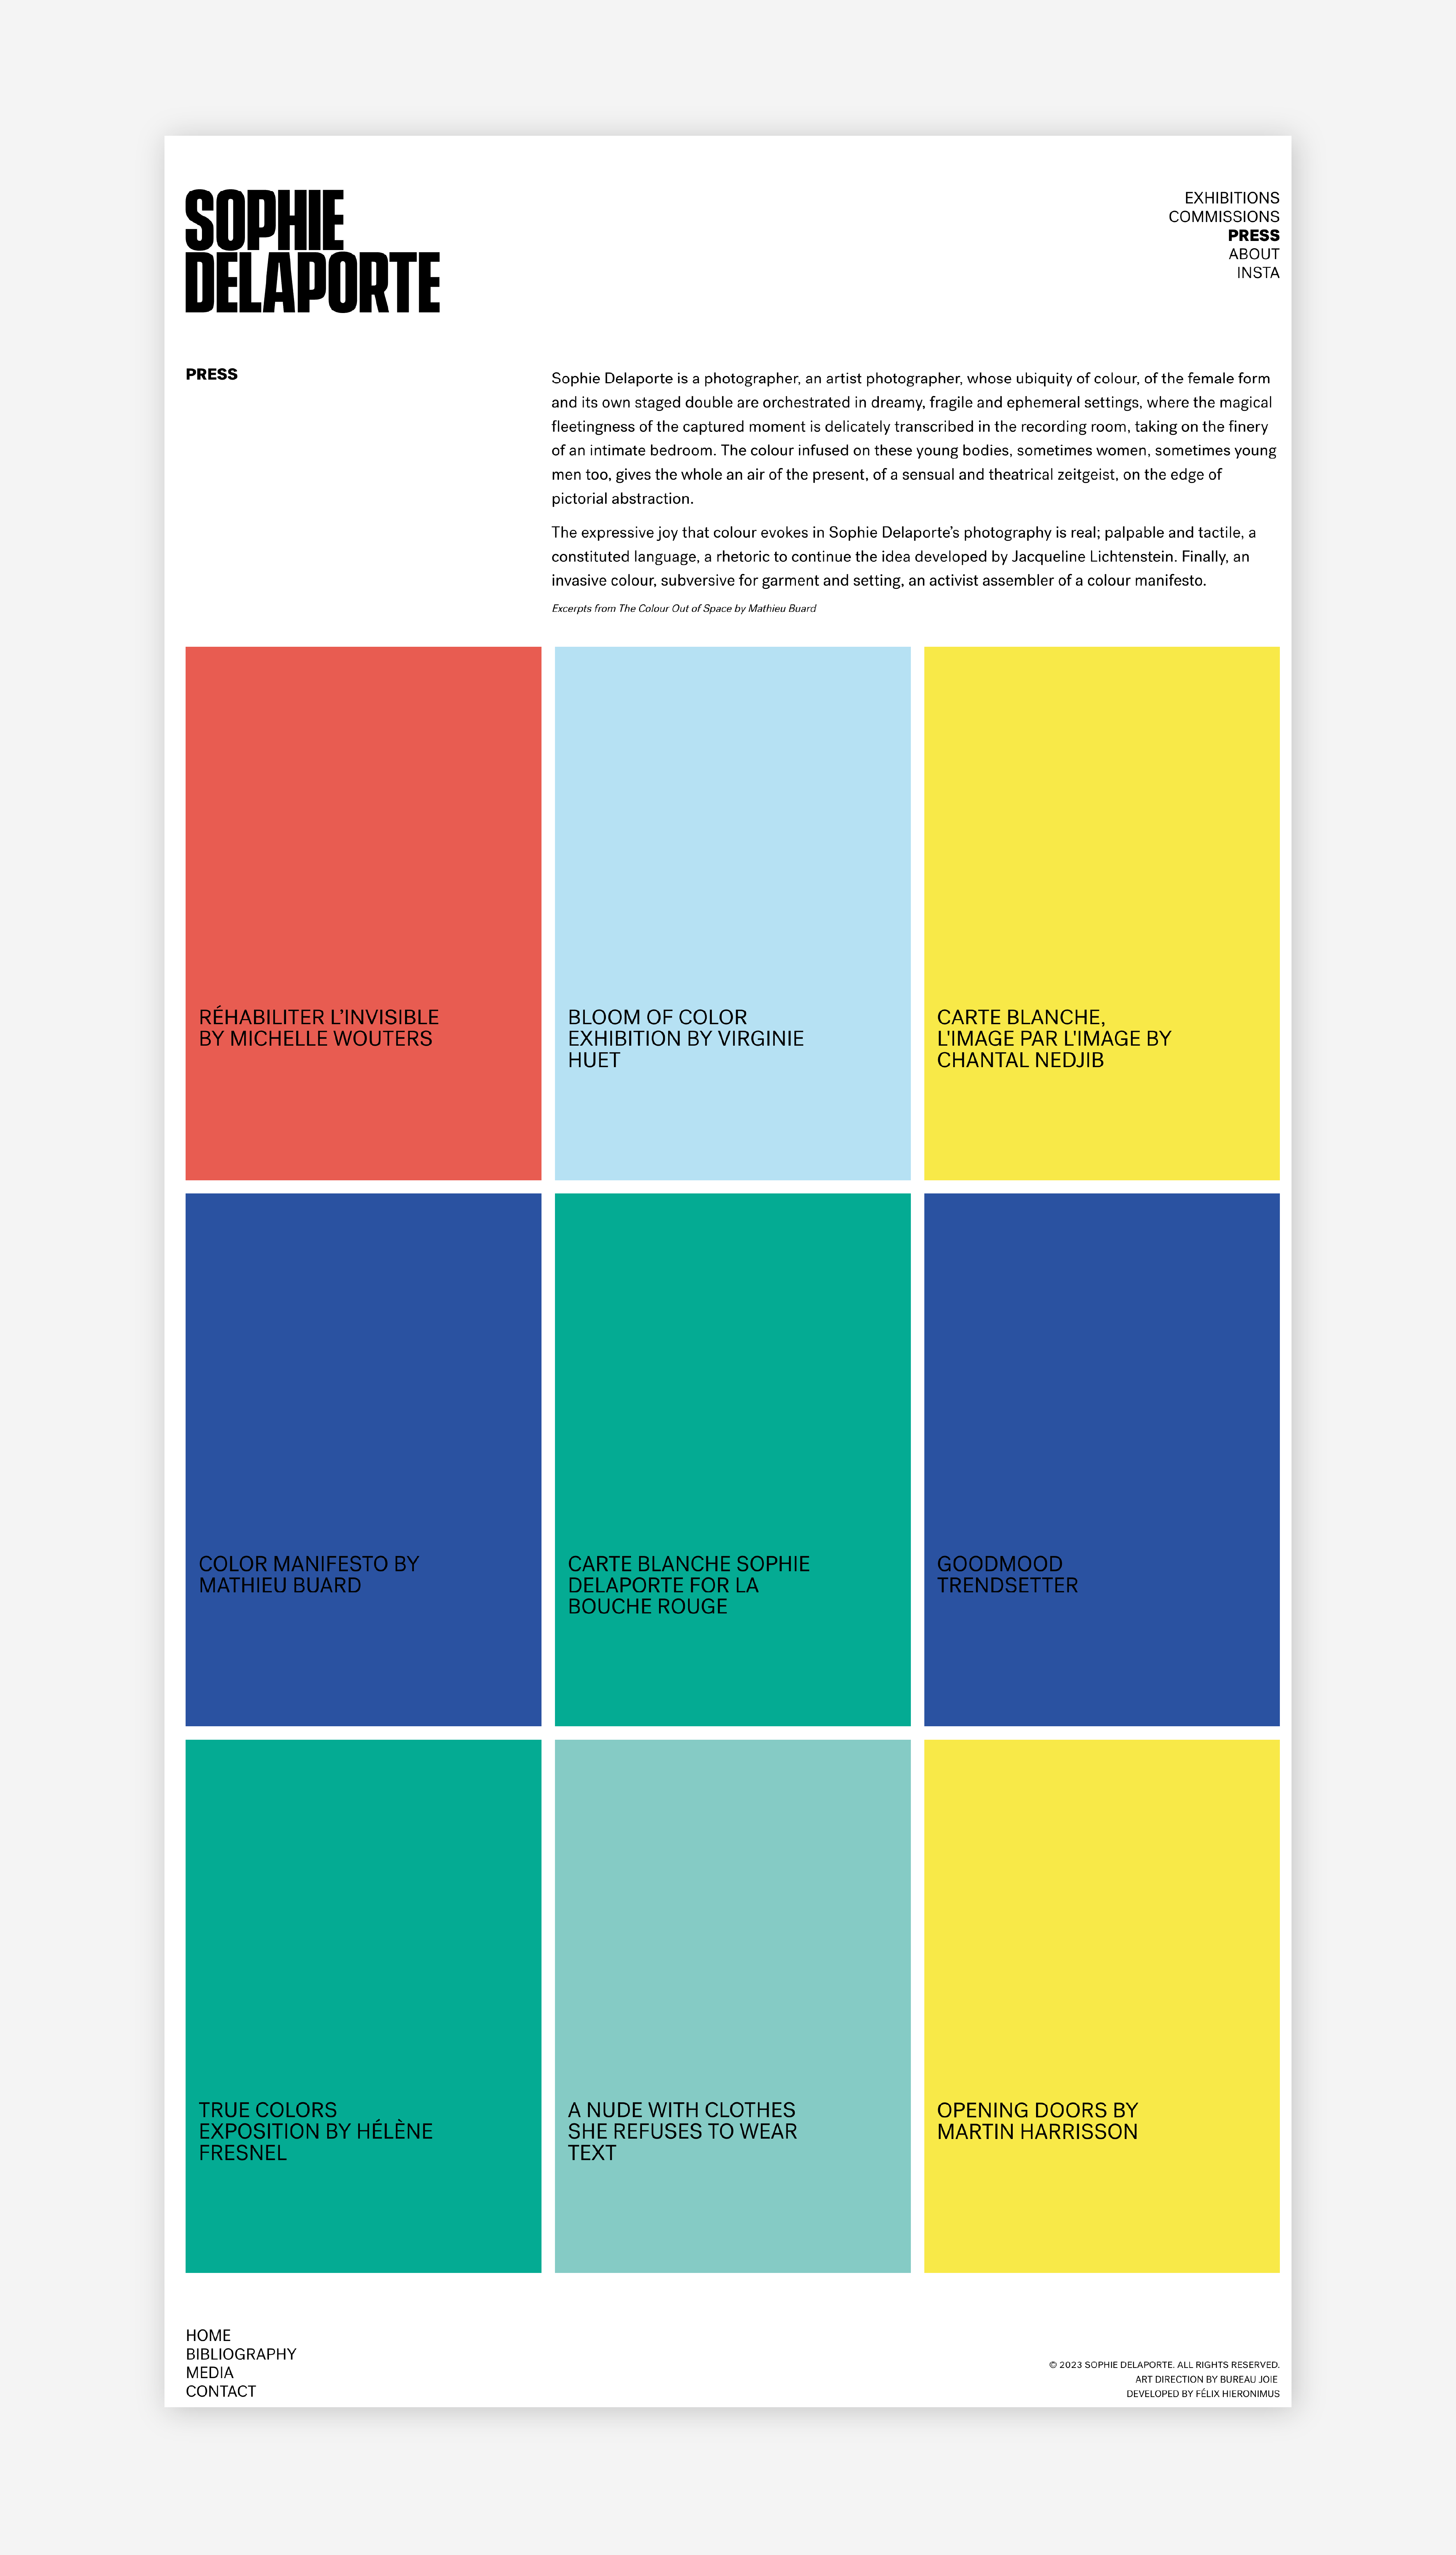 SOPHIE
DELAPORTE
EXHIBITIONS
COMMISSIONS
PRESS
ABOUT
INSTA
PRESS
Sophie Delaporte is a photographer, an artist photographer, whose ubiquity of colour, of the female form
and its own staged double are orchestrated in dreamy, fragile and ephemeral settings, where the magical
fleetingness of the captured moment is delicately transcribed in the recording room, taking on the finery
of an intimate bedroom. The colour infused on these young bodies, sometimes women, sometimes young
men too, gives the whole an air of the present, of a sensual and theatrical zeitgeist, on the edge of
pictorial abstraction.
The expressive joy that colour evokes in Sophie Delaporte’s photography is real; palpable and tactile, a
constituted language, a rhetoric to continue the idea developed by Jacqueline Lichtenstein. Finally, an
invasive colour, subversive for garment and setting, an activist assembler of a colour manifesto.
Excerpts from The Colour Out of Space by Mathieu Buard
RÉHABILITER L’INVISIBLE
BY MICHELLE WOUTERS
BLOOM OF COLOR
EXHIBITION BY VIRGINIE
HUET
CARTE BLANCHE,
L'IMAGE PAR L'IMAGE BY
CHANTAL NEDJIB
COLOR MANIFESTO BY
MATHIEU BUARD
CARTE BLANCHE SOPHIE
DELAPORTE FOR LA
BOUCHE ROUGE
GOODMOOD
TRENDSETTER
TRUE COLORS
EXPOSITION BY HÉLÈNE
FRESNEL
A NUDE WITH CLOTHES
SHE REFUSES TO WEAR
TEXT
OPENING DOORS BY
MARTIN HARRISSON
HOME
BIBLIOGRAPHY
MEDIA
CONTACT
© 2023 SOPHIE DELAPORTE. ALL RIGHTS RESERVED.
ART DIRECTION BY BUREAU JOIE
DEVELOPED BY FÉLIX HIERONIMUS